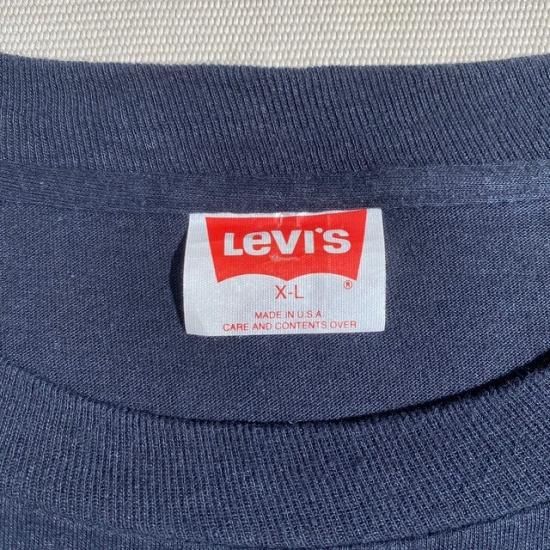 Levi's
®
X-L
MADE IN U.S.A.
CARE AND CONTENTS OVER